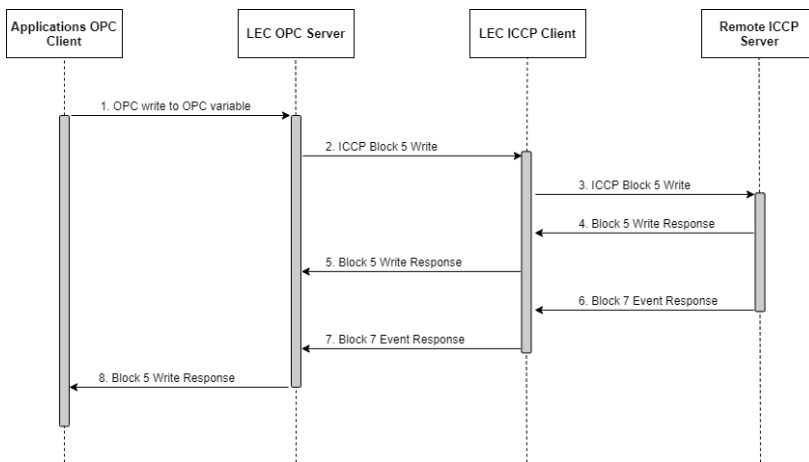 Applications OPC
Client
LEC OPC Server
LEC ICCP Client
Remote ICCP
Server
1. OPC write to OPC variable
2. ICCP Block 5 Write
3. ICCP Block 5 Write
4. Block 5 Write Response
5. Block 5 Write Response
6. Block 7 Event Response
7. Block 7 Event Response
8. Block 5 Write Response